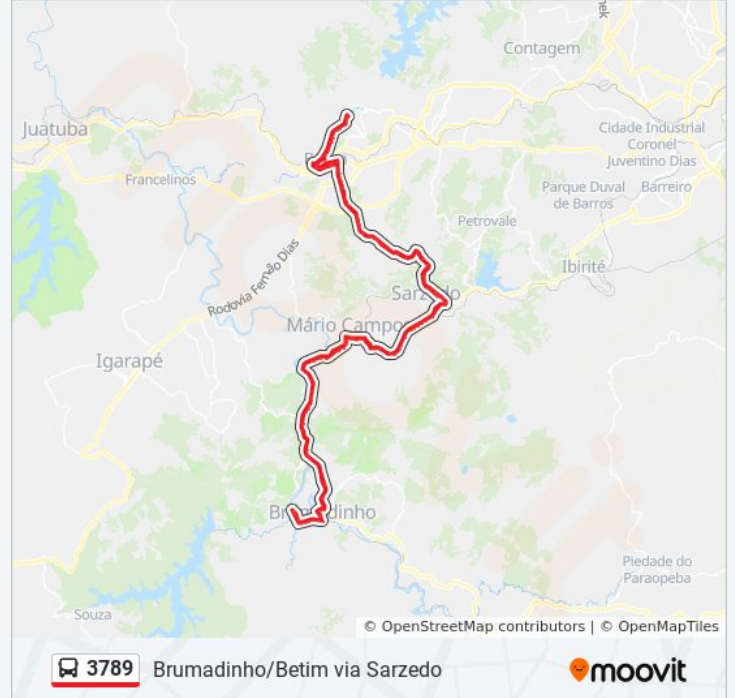 nek
Contagem
Juatuba
Cidade Industrial
Coronel
Juventino Dias
Francelinos
Parque Duval
de Barros
Barreiro
Petrovale
Ibirité
Rodovia Fernão Dias
Sarzedo
Mário Campos
Igarapé
Brumadinho
Piedade do
Paraopeba
Souza
© OpenStreetMap contributors | © OpenMapTiles
3789 Brumadinho/Betim via Sarzedo
moovit